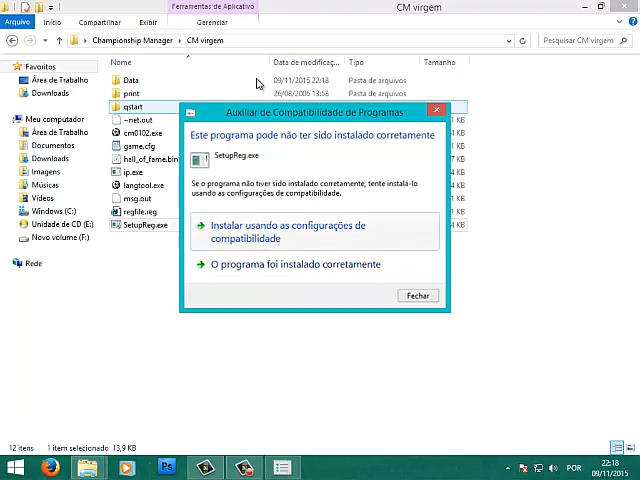 Ferramentas de Aplicativo
CM virgem
Arquivo
Início
Compartilhar
Exibir
Gerenciar
Championship Manager
CM virgem
Pesquisar CM virgem
Favoritos
Área de Trabalho
Downloads
Meu computador
Área de Trabalho
Documentos
Downloads
Imagens
Músicas
Vídeos
Windows (C:)
Unidade de CD (E:)
Novo volume (F:)
Rede
Nome
Data de modificaç...
Tipo
Tamanho
Data
09/11/2015 22:18
Pasta de arquivos
print
26/08/2006 13:58
Pasta de arquivos
qstart
~net.out
cm0102.exe
game.cfg
hall_of_fame.bin
ip.exe
langtool.exe
msg.out
regfile.reg
SetupReg.exe
Auxiliar de Compatibilidade de Programas
Este programa pode não ter sido instalado corretamente
SetupReg.exe
Se o programa não tiver sido instalado corretamente, tente instalá-lo
usando as configurações de compatibilidade.
Instalar usando as configurações de
compatibilidade
O programa foi instalado corretamente
Fechar
12 itens
1 item selecionado 13,9 KB
Ps
POR
22:18
09/11/2015